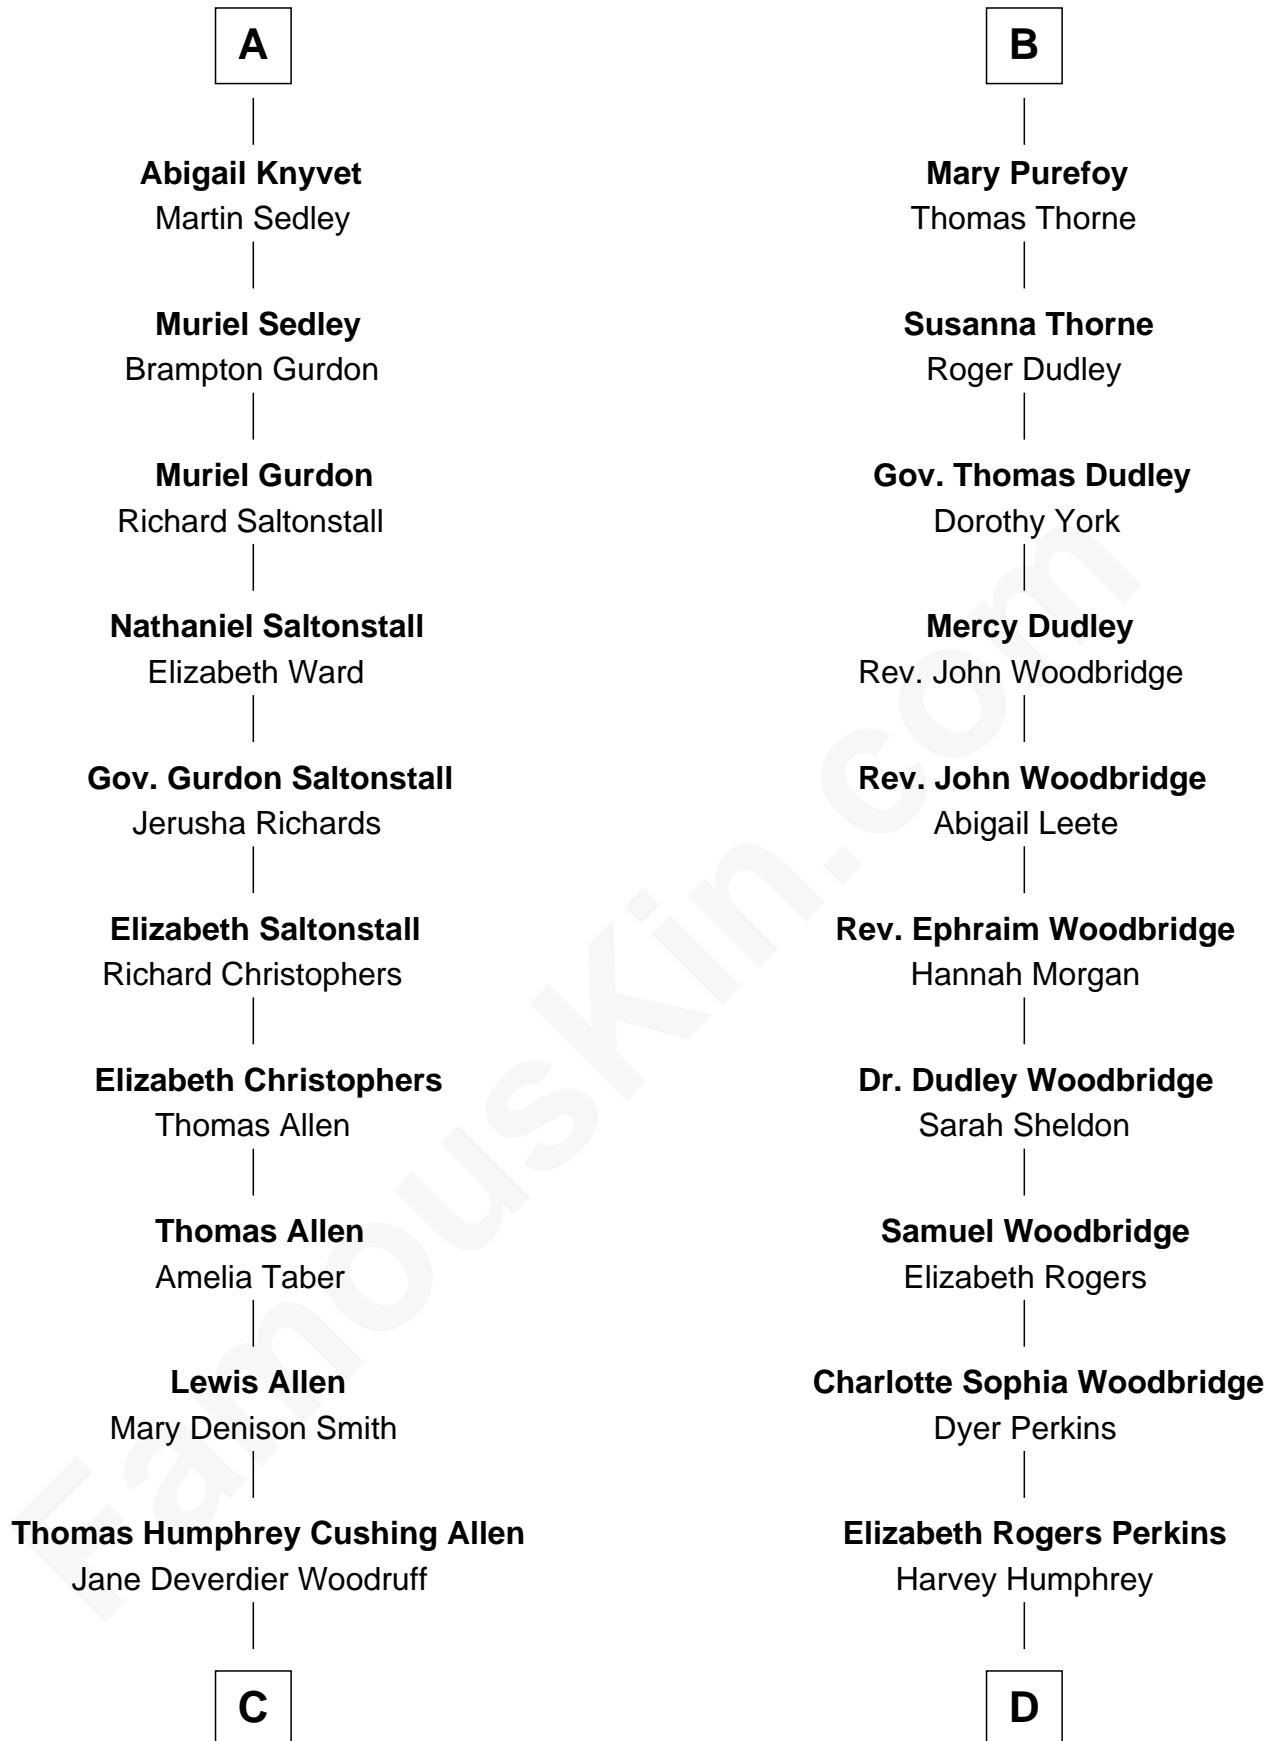 A
Abigail Knyvet
Martin Sedley
Muriel Sedley
Brampton Gurdon
Muriel Gurdon
Richard Saltonstall
Nathaniel Saltonstall
Elizabeth Ward
Gov. Gurdon Saltonstall
Jerusha Richards
Elizabeth Saltonstall
Richard Christophers
Elizabeth Christophers
Thomas Allen
Thomas Allen
Amelia Taber
Lewis Allen
Mary Denison Smith
Thomas Humphrey Cushing Allen
Jane Deverdier Woodruff
C
B
Mary Purefoy
Thomas Thorne
Susanna Thorne
Roger Dudley
Gov. Thomas Dudley
Dorothy York
Mercy Dudley
Rev. John Woodbridge
Rev. John Woodbridge
Abigail Leete
Rev. Ephraim Woodbridge
Hannah Morgan
Dr. Dudley Woodbridge
Sarah Sheldon
Samuel Woodbridge
Elizabeth Rogers
Charlotte Sophia Woodbridge
Dyer Perkins
Elizabeth Rogers Perkins
Harvey Humphrey
D
FamousKin.com